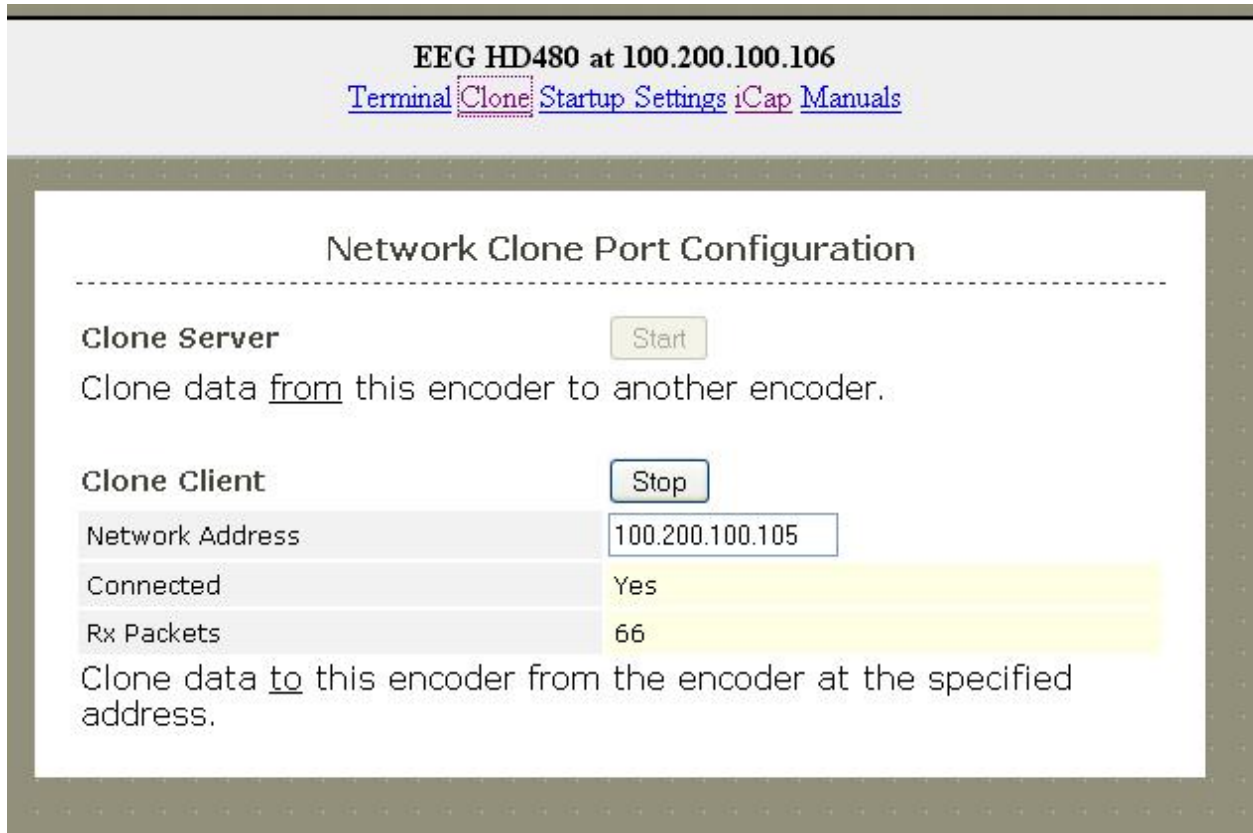 EEG HD480 at 100.200.100.106
Terminal Clone Startup Settings iCap Manuals
Network Clone Port Configuration
Clone Server Start
Clone data from this encoder to another encoder.
Clone Client Stop
Network Address 100.200.100.105
Connected Yes
Rx Packets 66
Clone data to this encoder from the encoder at the specified
address.